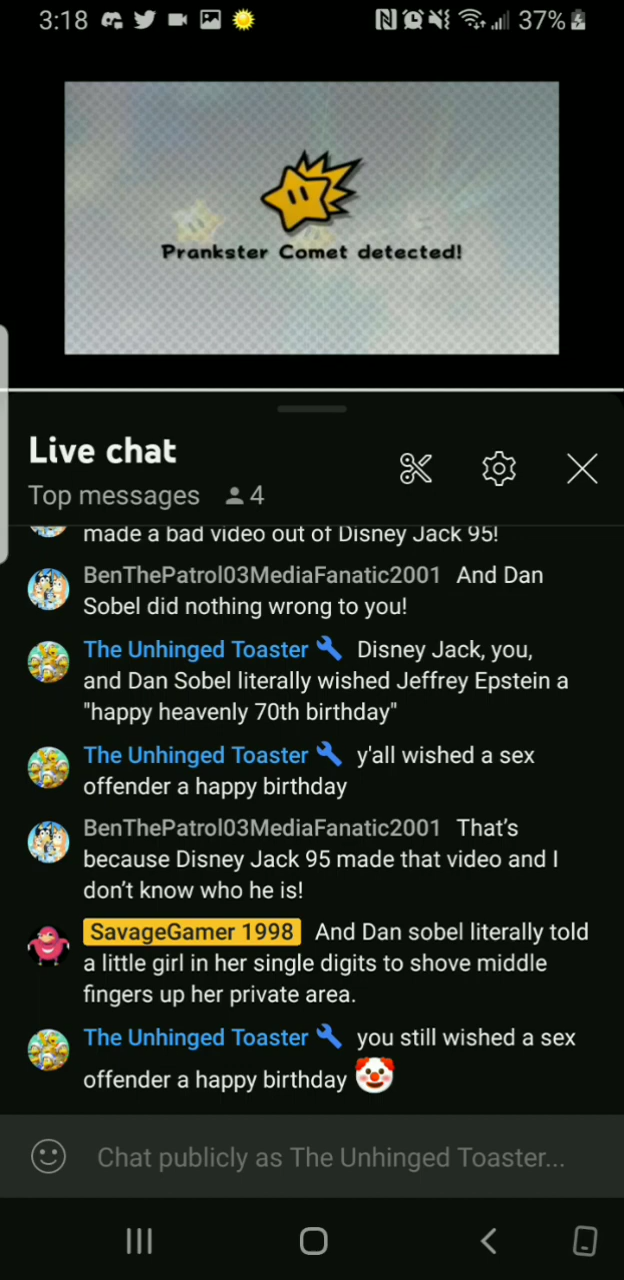 3:18
37%
Prankster Comet detected!
Live chat
Top messages 4
made a bad video out of Disney Jack 95!
BenThePatrol03MediaFanatic2001 And Dan
Sobel did nothing wrong to you!
The Unhinged Toaster Disney Jack, you,
and Dan Sobel literally wished Jeffrey Epstein a
"happy heavenly 70th birthday"
The Unhinged Toaster y'all wished a sex
offender a happy birthday
BenThePatrol03MediaFanatic2001 That's
because Disney Jack 95 made that video and I
don't know who he is!
SavageGamer 1998 And Dan sobel literally told
a little girl in her single digits to shove middle
fingers up her private area.
The Unhinged Toaster you still wished a sex
offender a happy birthday 🤡
Chat publicly as The Unhinged Toaster...